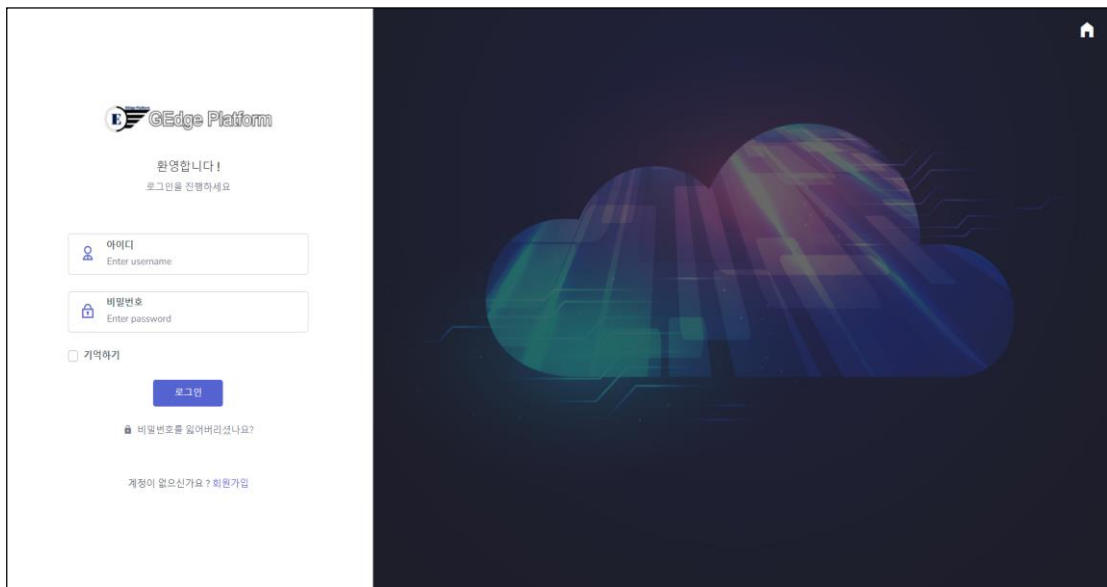 GEdge Platform
환영합니다 !
로그인을 진행하세요
아이디
Enter username
비밀번호
Enter password
기억하기
로그인
비밀번호를 잃어버리셨나요?
계정이 없으신가요 ? 회원가입